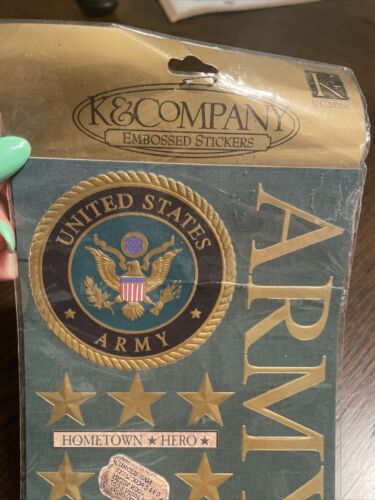 K&COMPANY
EMBOSSED STICKERS
K
UNITED STATES
ARMY
ARMY
HOMETOWN ★ HERO ★